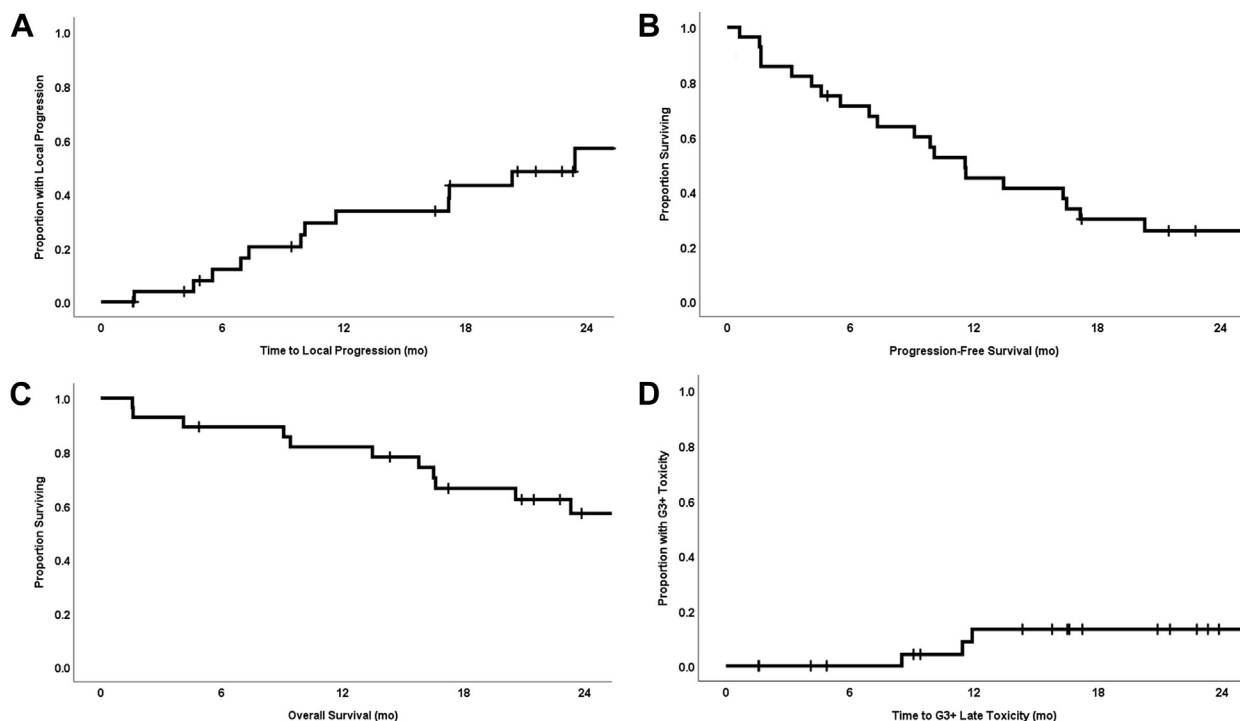 A
1.0
0.8
0.6
0.4
0.2
0.0
Proportion with Local Progression
0 6 12 18 24
Time to Local Progression (mo)
B
1.0
0.8
0.6
0.4
0.2
0.0
Proportion Surviving
0 6 12 18 24
Progression-Free Survival (mo)
C
1.0
0.8
0.6
0.4
0.2
0.0
Proportion Surviving
0 6 12 18 24
Overall Survival (mo)
D
1.0
0.8
0.6
0.4
0.2
0.0
Proportion with G3+ Toxicity
0 6 12 18 24
Time to G3+ Late Toxicity (mo)